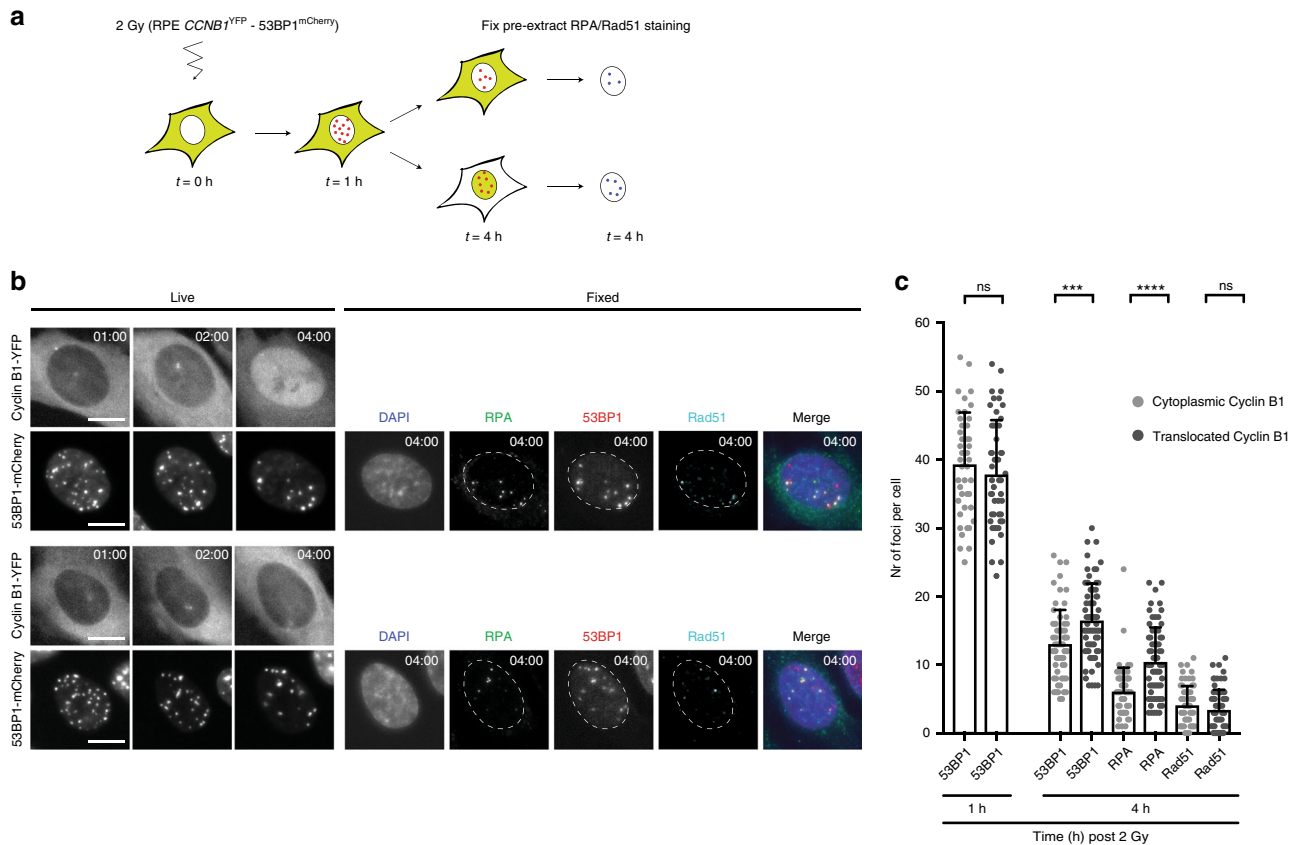 a
2 Gy (RPE CCNB1YFP - 53BP1mCherry)
Fix pre-extract RPA/Rad51 staining
t = 0 h
t = 1 h
t = 4 h
t = 4 h
b
Live
Fixed
Cyclin B1-YFP
01:00
02:00
04:00
53BP1-mCherry
DAPI
RPA
53BP1
Rad51
Merge
04:00
04:00
04:00
04:00
04:00
Cyclin B1-YFP
01:00
02:00
04:00
53BP1-mCherry
DAPI
RPA
53BP1
Rad51
Merge
04:00
04:00
04:00
04:00
04:00
c
ns
***
****
ns
Nr of foci per cell
60
50
40
30
20
10
0
Cytoplasmic Cyclin B1
Translocated Cyclin B1
53BP1
53BP1
53BP1
53BP1
RPA
RPA
Rad51
Rad51
1 h
4 h
Time (h) post 2 Gy